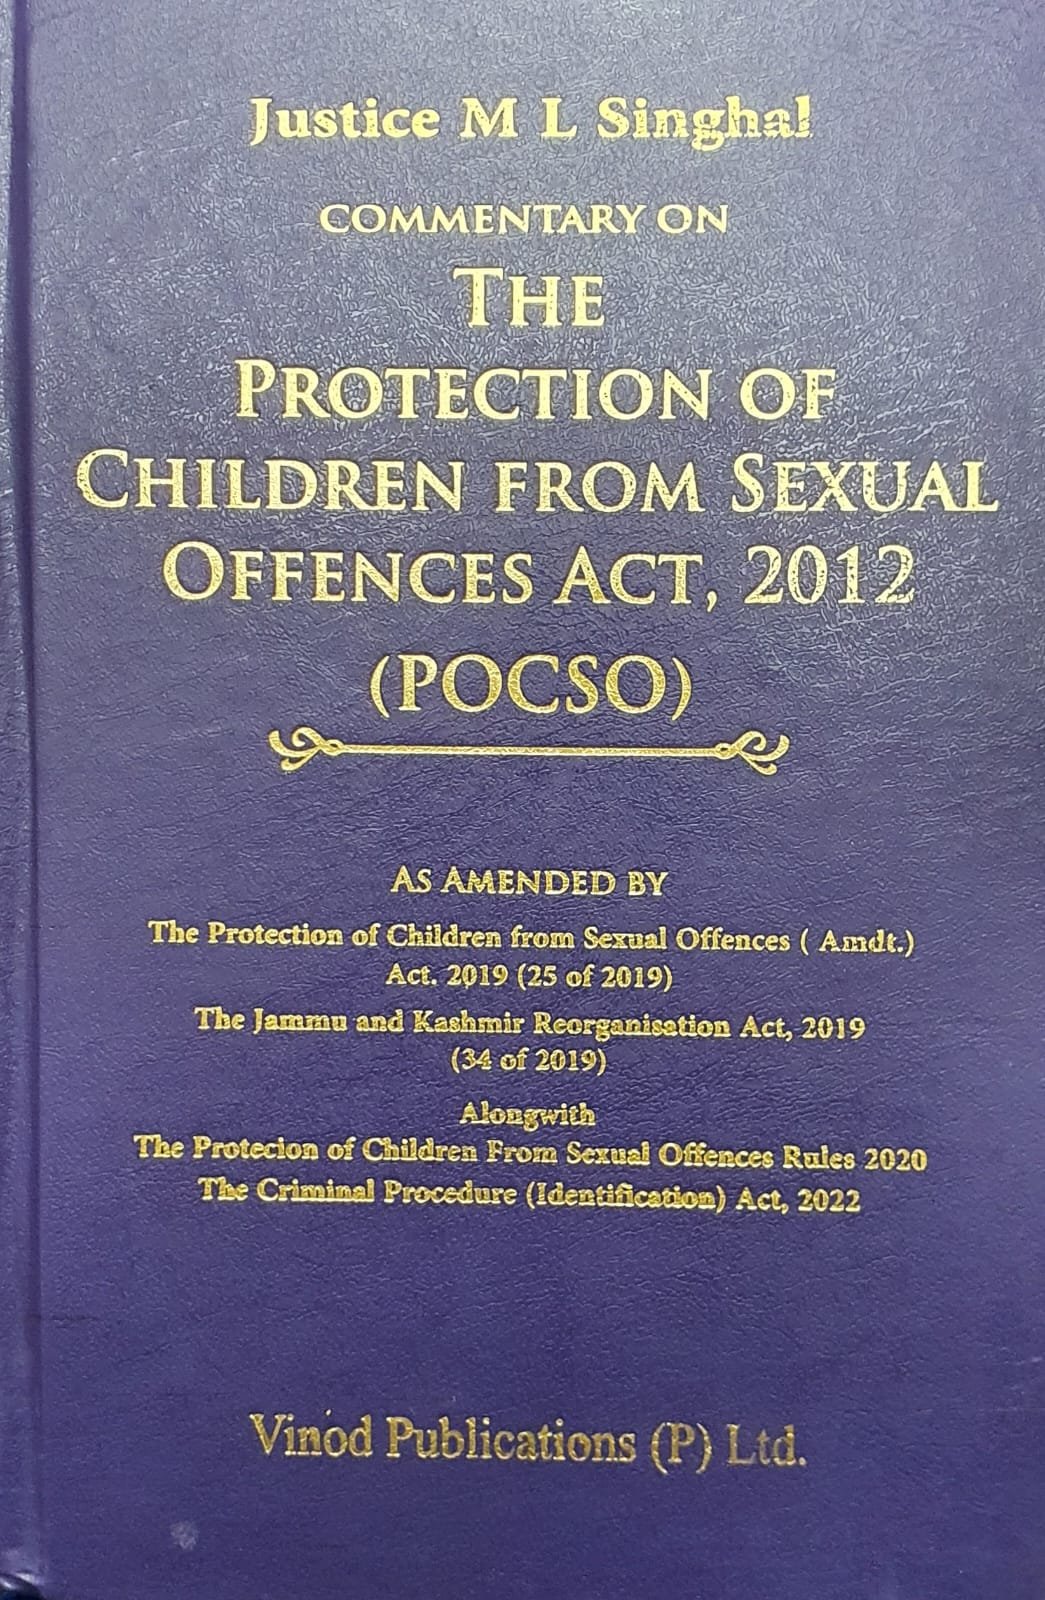 Justice M L Singhal
COMMENTARY ON
THE
PROTECTION OF
CHILDREN FROM SEXUAL
OFFENCES ACT, 2012
(POCSO)
AS AMENDED BY
The Protection of Children from Sexual Offences ( Amdt.)
Act. 2019 (25 of 2019)
The Jammu and Kashmir Reorganisation Act, 2019
(34 of 2019)
Alongwith
The Protecion of Children From Sexual Offences Rules 2020
The Criminal Procedure (Identification) Act, 2022
Vinod Publications (P) Ltd.